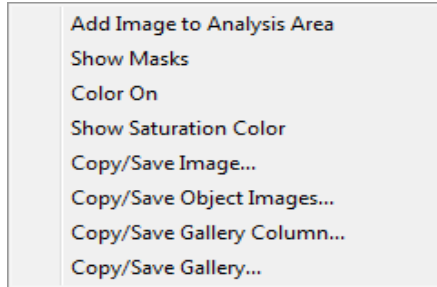 Add Image to Analysis Area
Show Masks
Color On
Show Saturation Color
Copy/Save Image...
Copy/Save Object Images...
Copy/Save Gallery Column...
Copy/Save Gallery...